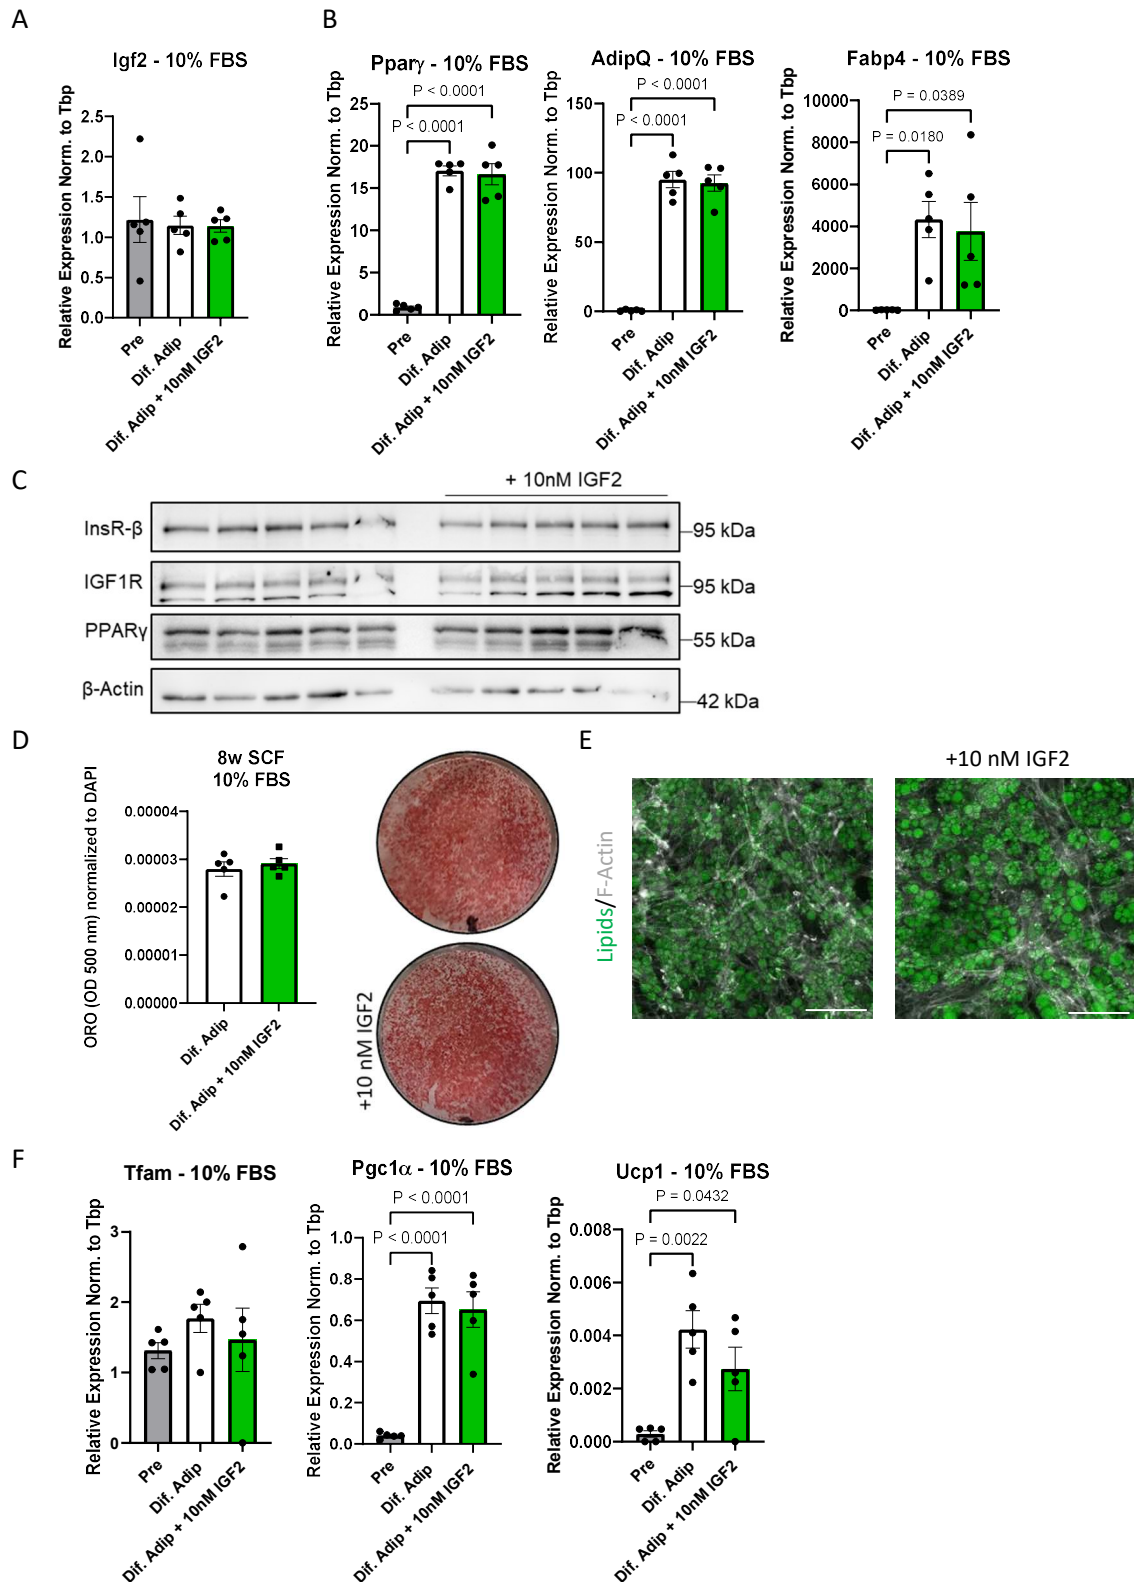 A
B
Igf2 - 10% FBS
Relative Expression Norm. to Tbp
2.5
2.0
1.5
1.0
0.5
0.0
Pre
Dif. Adip
Dif. Adip + 10nM IGF2
Pparγ - 10% FBS
P < 0.0001
P < 0.0001
Relative Expression Norm. to Tbp
25
20
15
10
5
0
Pre
Dif. Adip
Dif. Adip + 10nM IGF2
AdipQ - 10% FBS
P < 0.0001
P < 0.0001
Relative Expression Norm. to Tbp
150
100
50
0
Pre
Dif. Adip
Dif. Adip + 10nM IGF2
Fabp4 - 10% FBS
P = 0.0389
P = 0.0180
Relative Expression Norm. to Tbp
10000
8000
6000
4000
2000
0
Pre
Dif. Adip
Dif. Adip + 10nM IGF2
C
+ 10nM IGF2
InsR-β
95 kDa
IGF1R
95 kDa
PPARγ
55 kDa
β-Actin
42 kDa
D
8w SCF
10% FBS
ORO (OD 500 nm) normalized to DAPI
0.00004
0.00003
0.00002
0.00001
0.00000
Dif. Adip
Dif. Adip + 10nM IGF2
+10 nM IGF2
E
+10 nM IGF2
Lipids/F-Actin
F
Tfam - 10% FBS
Relative Expression Norm. to Tbp
3
2
1
0
Pre
Dif. Adip
Dif. Adip + 10nM IGF2
Pgc1α - 10% FBS
P < 0.0001
P < 0.0001
Relative Expression Norm. to Tbp
1.0
0.8
0.6
0.4
0.2
0.0
Pre
Dif. Adip
Dif. Adip + 10nM IGF2
Ucp1 - 10% FBS
P = 0.0432
P = 0.0022
Relative Expression Norm. to Tbp
0.008
0.006
0.004
0.002
0.000
Pre
Dif. Adip
Dif. Adip + 10nM IGF2